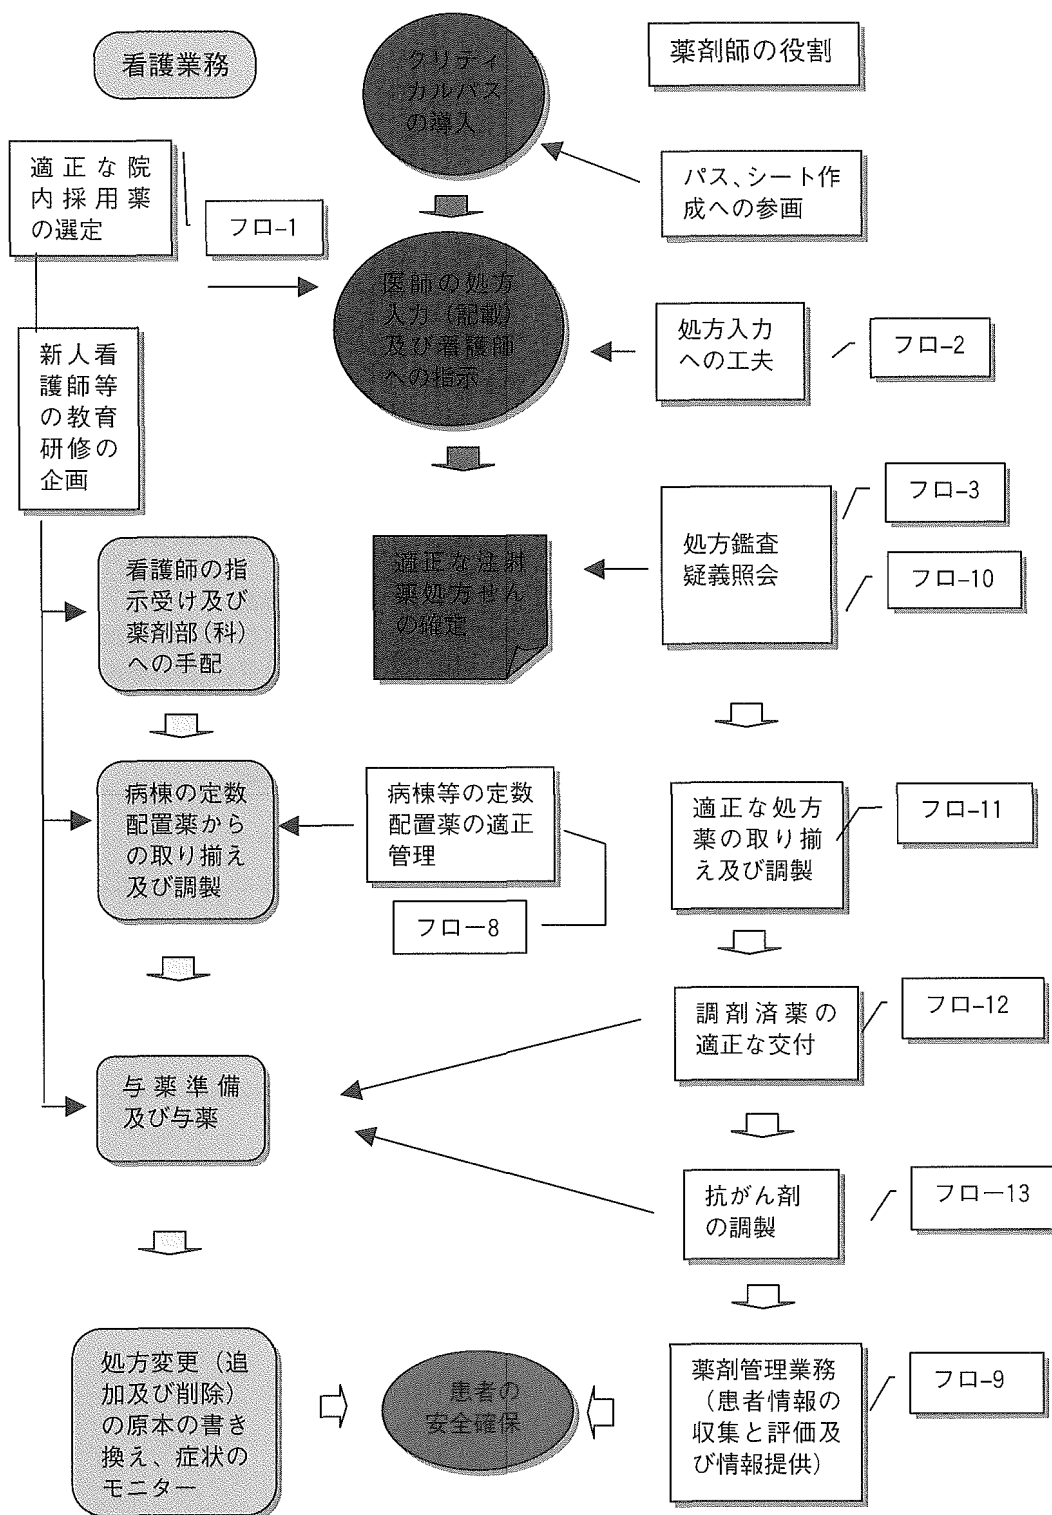 看護業務
クリティ
カルパス
の導入
薬剤師の役割
適正な院
内採用薬
の選定
フロ–1
パス、シート作
成への参画
医師の処方
入力（記載）
及び看護師
への指示
処方入力
への工夫
フロ–2
新人看
護師等
の教育
研修の
企画
フロ–3
処方鑑査
疑義照会
フロ–10
看護師の指
示受け及び
薬剤部（科）
への手配
適正な注射
薬処方せん
の確定
病棟の定数
配置薬から
の取り揃え
及び調製
病棟等の定数
配置薬の適正
管理
フロー8
適正な処方
薬の取り揃
え及び調製
フロ–11
調剤済薬の
適正な交付
フロ–12
与薬準備
及び与薬
抗がん剤
の調製
フロー13
処方変更（追
加及び削除）
の原本の書き
換え、症状の
モニター
患者の
安全確保
薬剤管理業務
（患者情報の
収集と評価及
び情報提供）
フロ–9